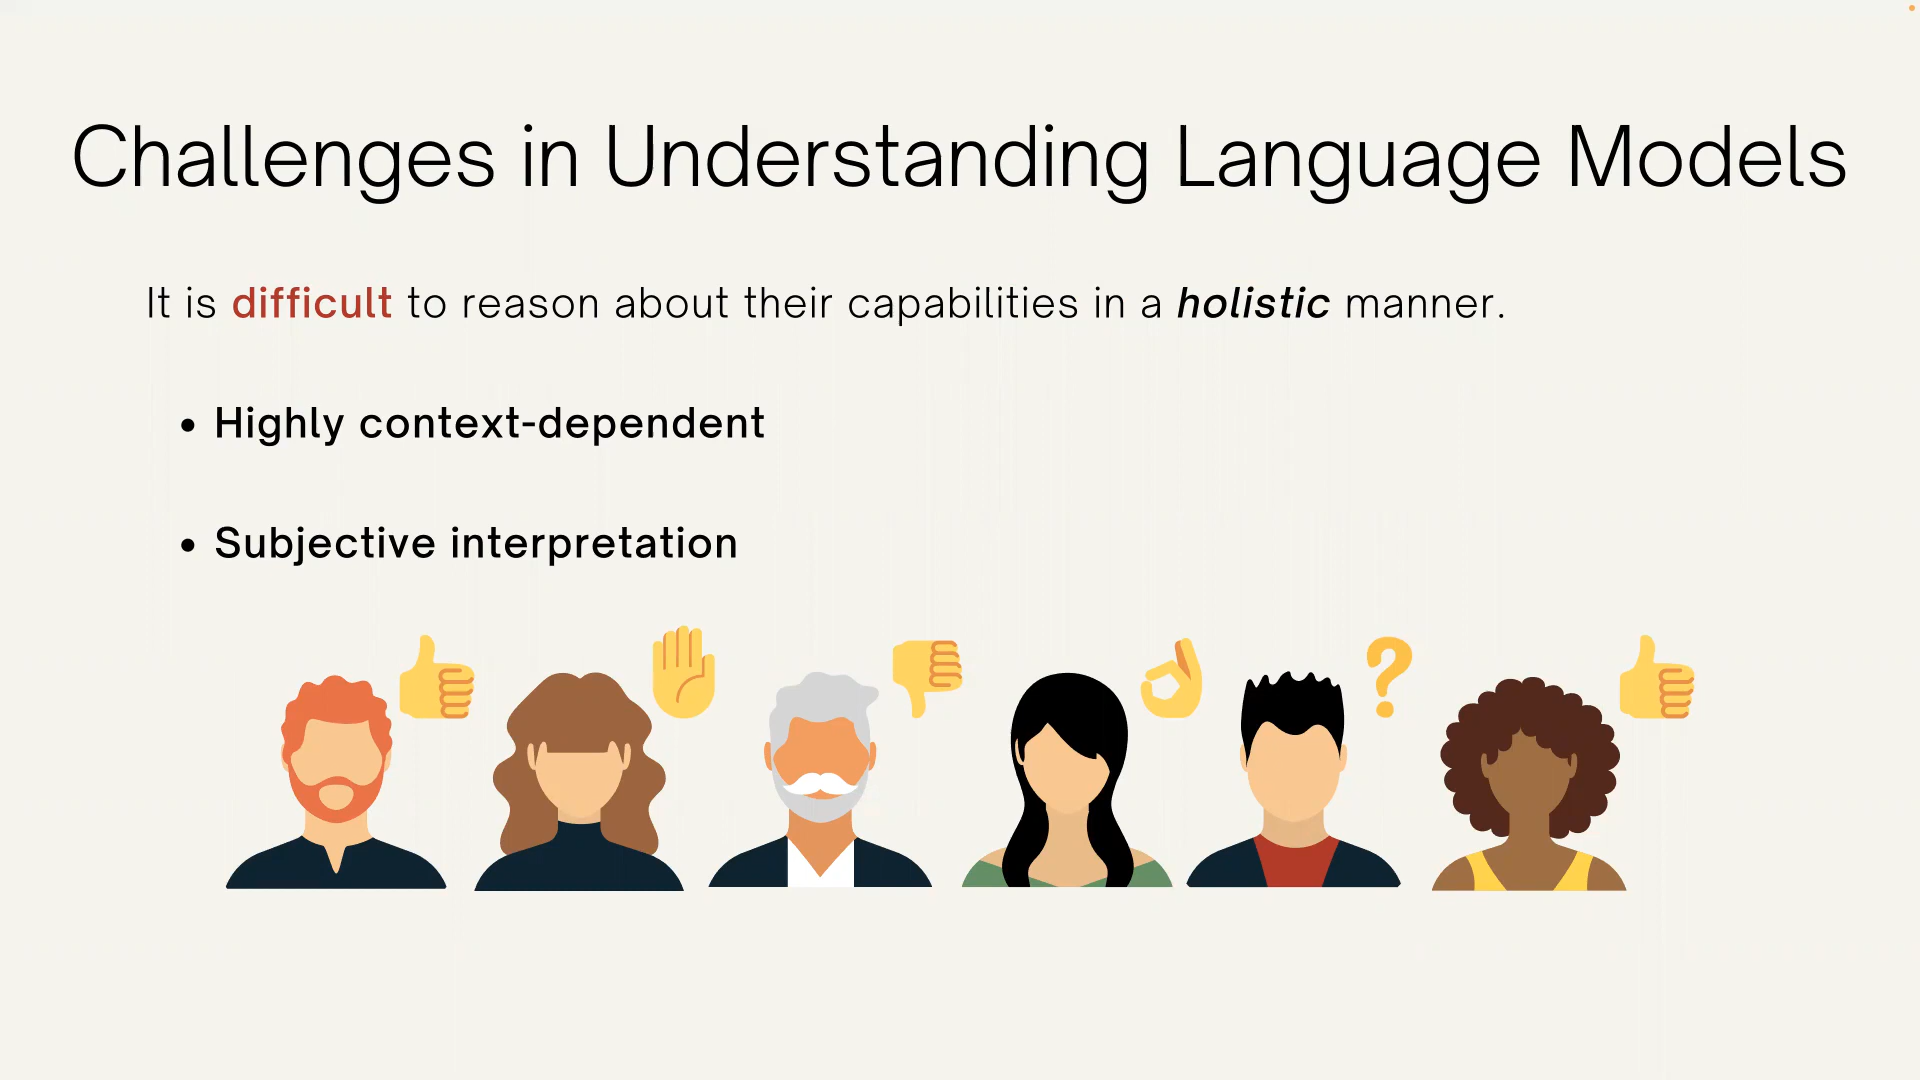 Challenges in Understanding Language Models
It is difficult to reason about their capabilities in a holistic manner.
• Highly context-dependent
• Subjective interpretation
?